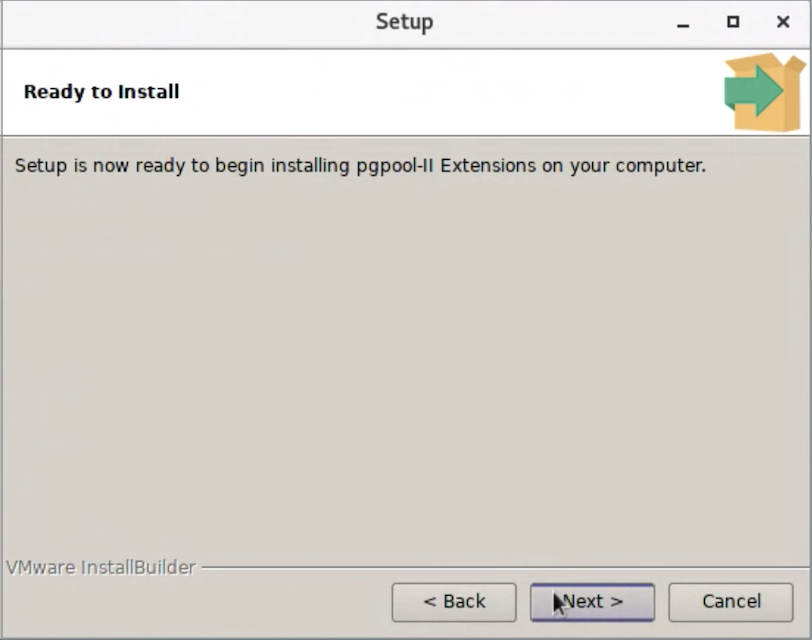 Setup
Ready to Install
Setup is now ready to begin installing pgpool-II Extensions on your computer.
VMware InstallBuilder
< Back
Next >
Cancel